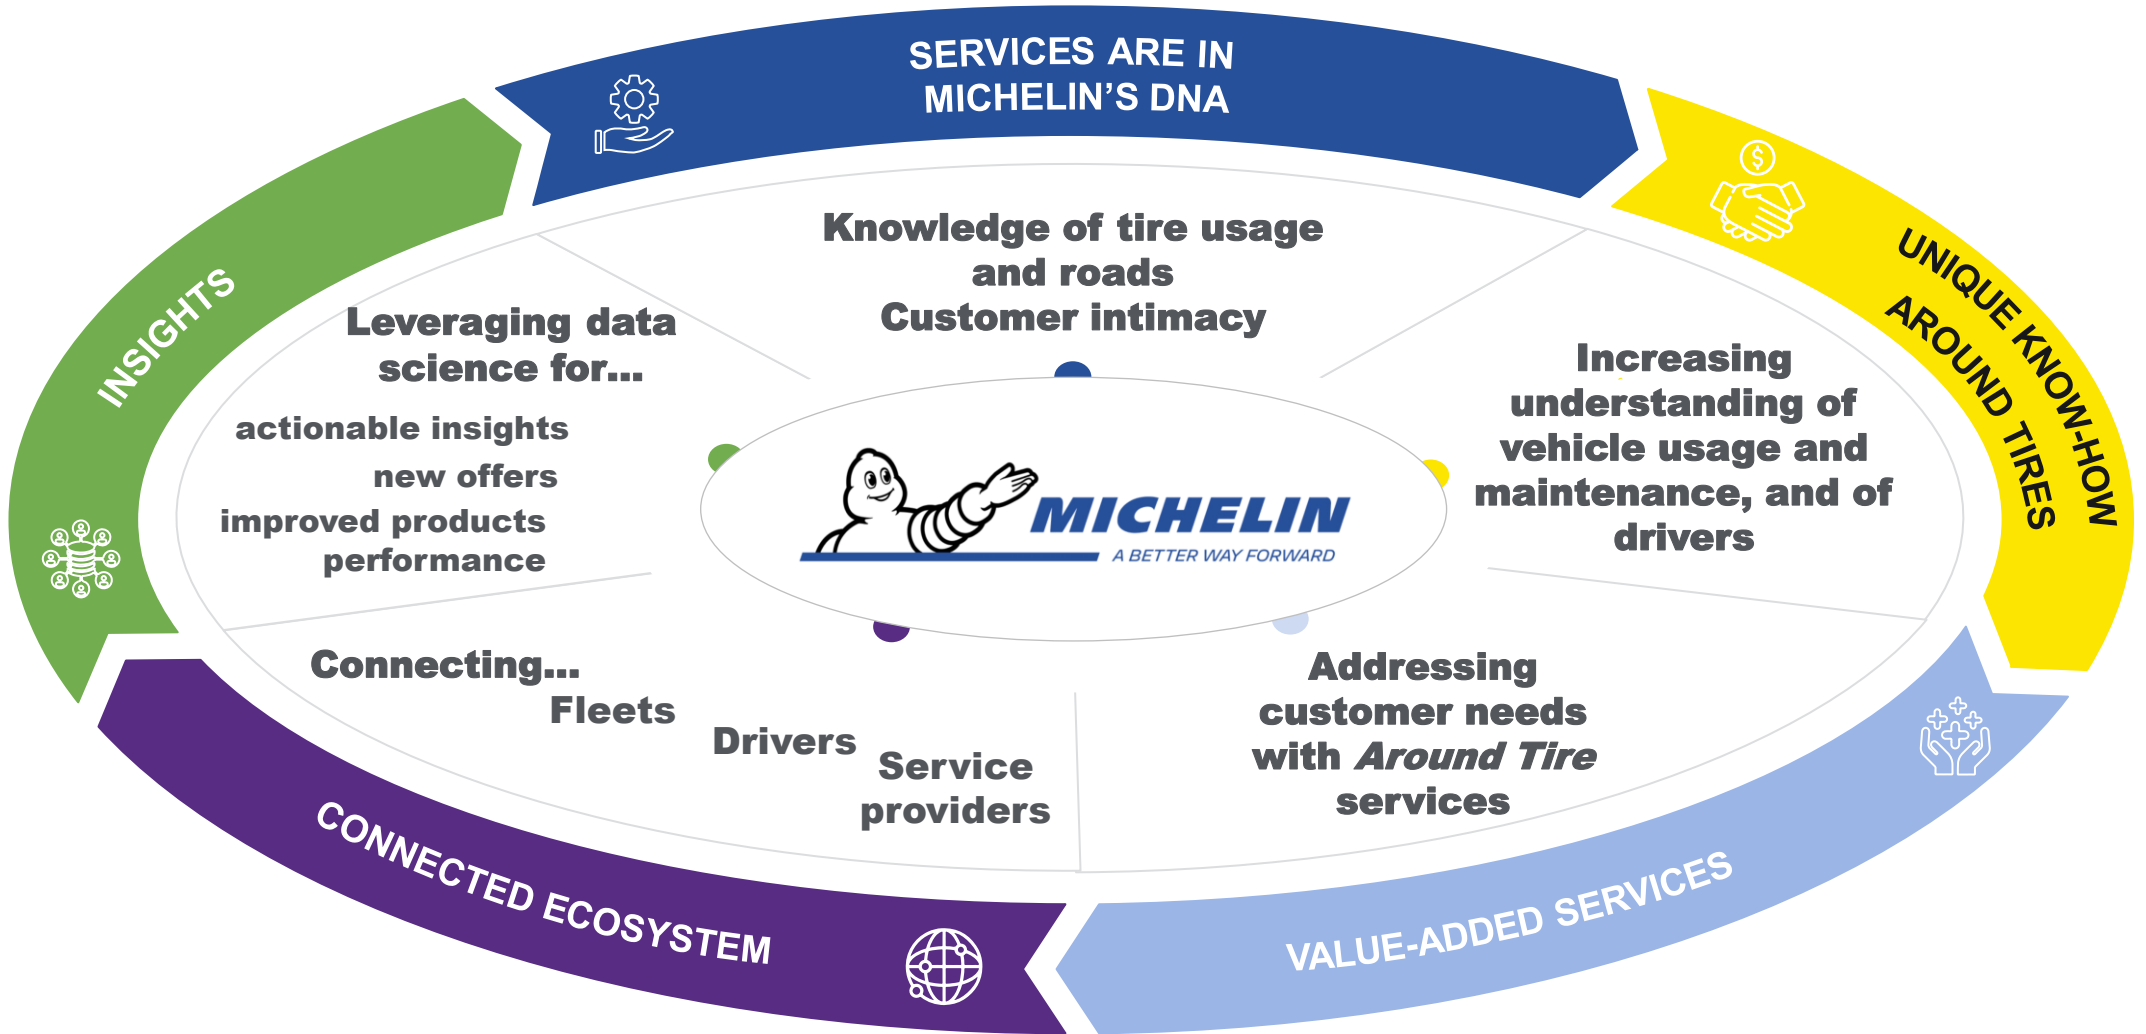 SERVICES ARE IN
MICHELIN’S DNA
Knowledge of tire usage
and roads
Customer intimacy
UNIQUE KNOW-HOW
AROUND TIRES
Increasing
understanding of
vehicle usage and
maintenance, and of
drivers
VALUE-ADDED SERVICES
Addressing
customer needs
with Around Tire
services
CONNECTED ECOSYSTEM
Connecting...
Fleets
Drivers
Service
providers
INSIGHTS
Leveraging data
science for...
actionable insights
new offers
improved products
performance
MICHELIN
A BETTER WAY FORWARD
$